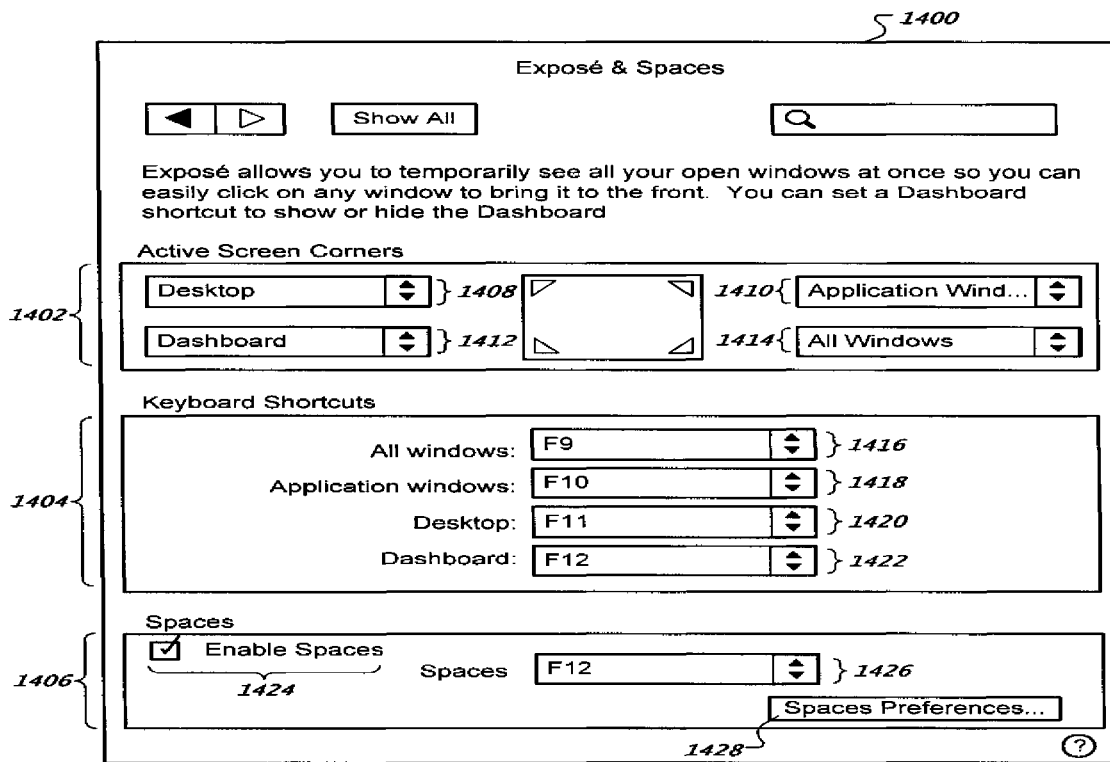 1400
Exposé & Spaces
Show All
Exposé allows you to temporarily see all your open windows at once so you can
easily click on any window to bring it to the front. You can set a Dashboard
shortcut to show or hide the Dashboard
Active Screen Corners
1402
Desktop 1408 1410 Application Wind...
Dashboard 1412 1414 All Windows
Keyboard Shortcuts
1404
All windows: F9 1416
Application windows: F10 1418
Desktop: F11 1420
Dashboard: F12 1422
Spaces
1406
Enable Spaces
1424
Spaces F12 1426
Spaces Preferences...
1428
?